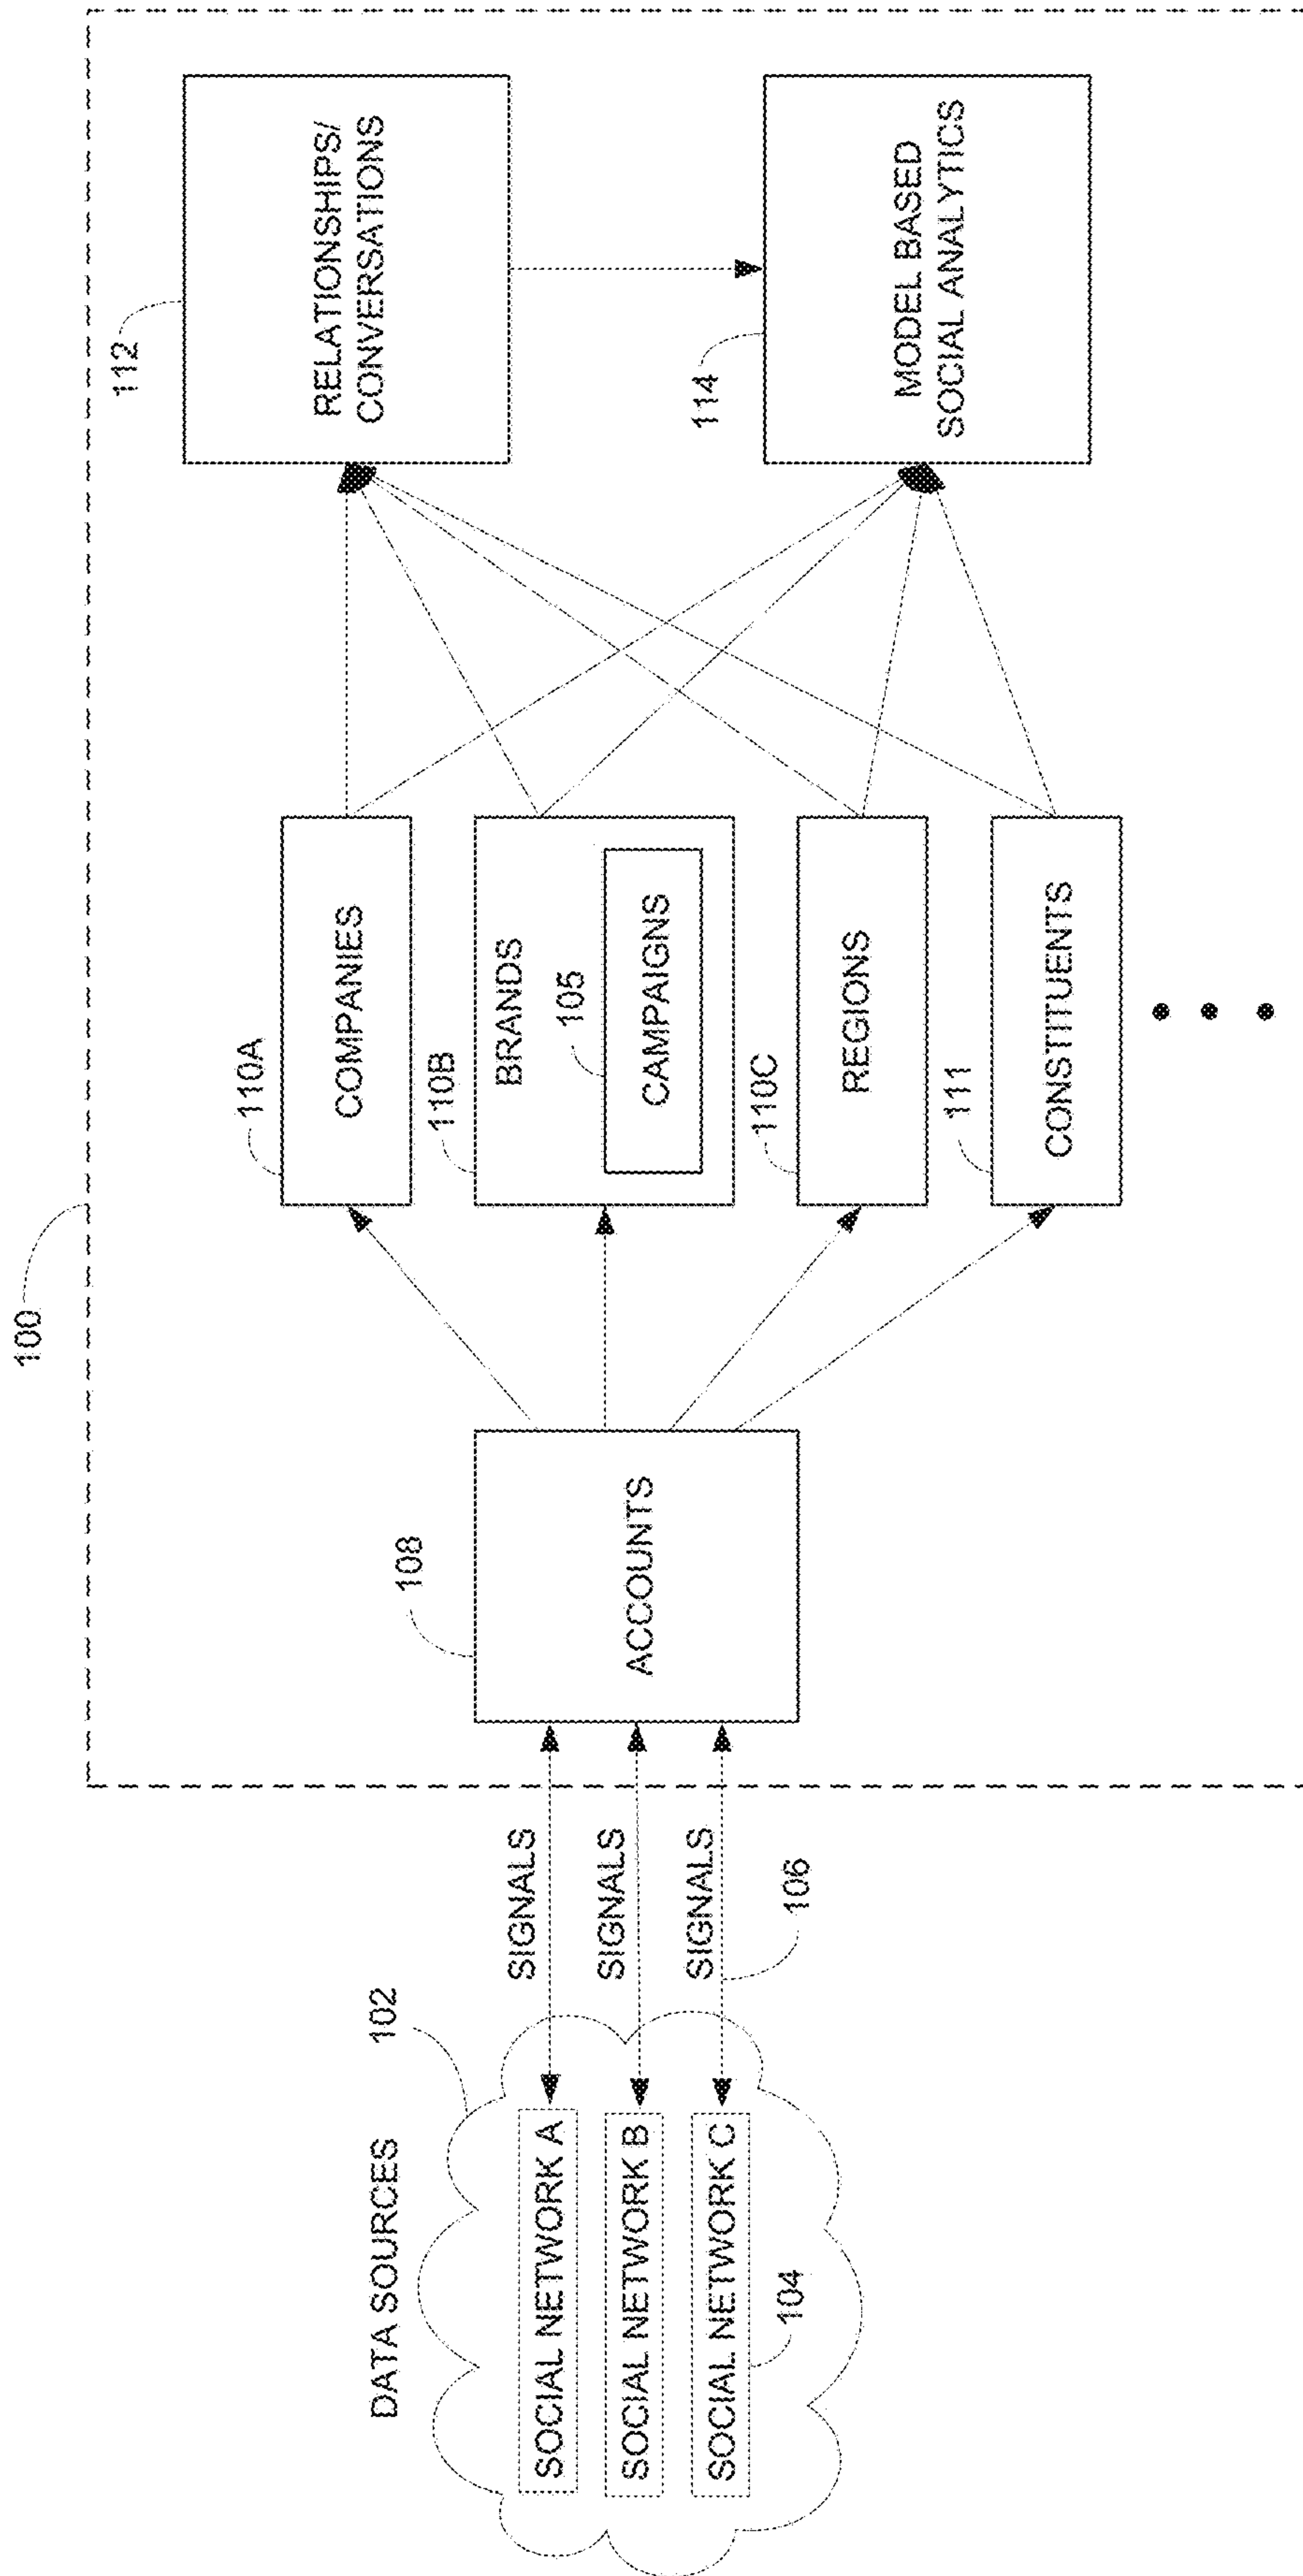 100
DATA SOURCES
102
SOCIAL NETWORK A
SOCIAL NETWORK B
SOCIAL NETWORK C
104
SIGNALS
SIGNALS
SIGNALS
106
108
ACCOUNTS
110A
COMPANIES
110B
BRANDS
105
CAMPAIGNS
110C
REGIONS
111
CONSTITUENTS
112
RELATIONSHIPS/
CONVERSATIONS
114
MODEL BASED
SOCIAL ANALYTICS